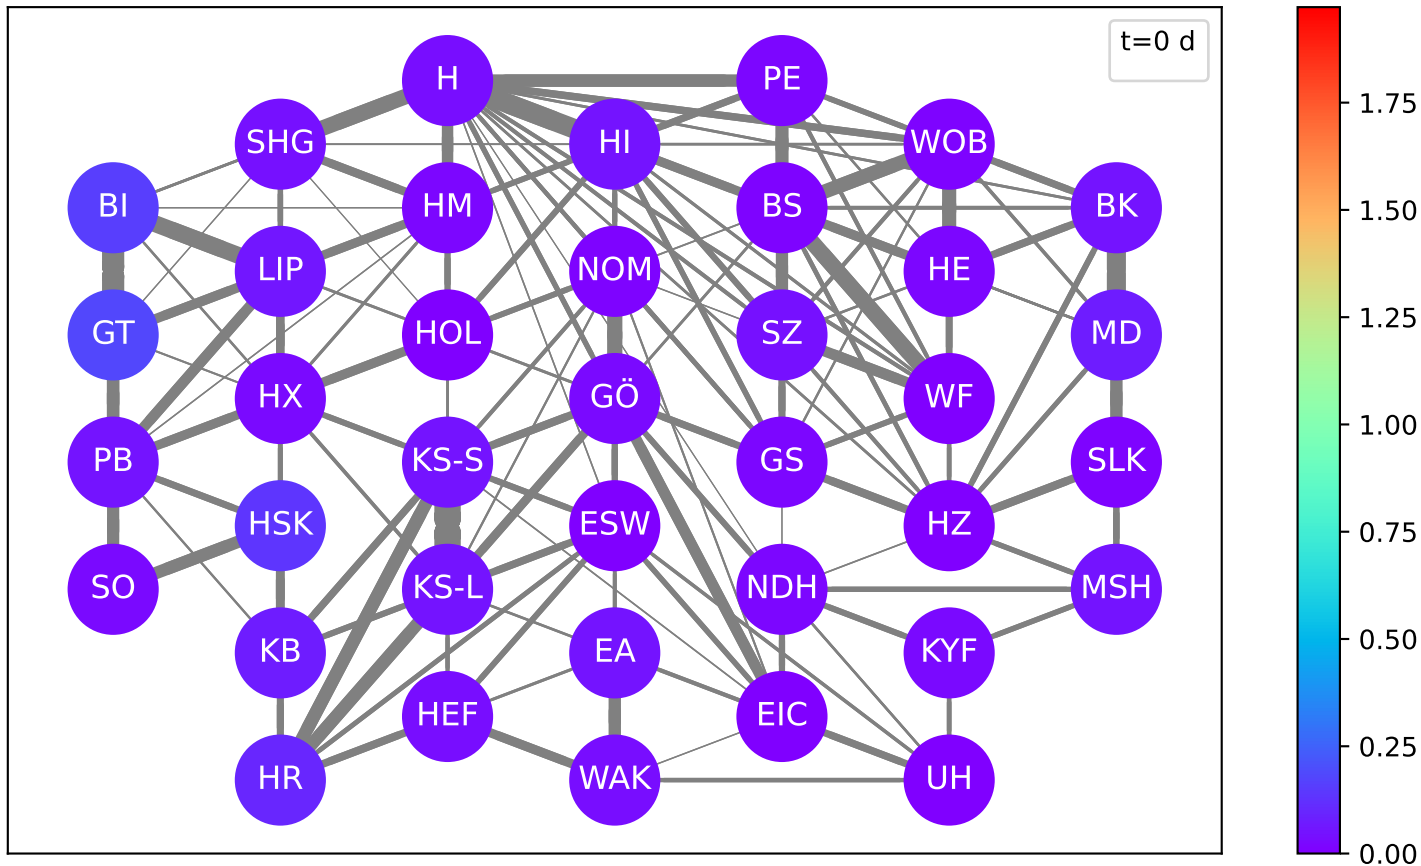 t=0 d
H
PE
SHG
HI
WOB
BI
HM
BS
BK
LIP
NOM
HE
GT
HOL
SZ
MD
HX
GÖ
WF
PB
KS-S
GS
SLK
HSK
ESW
HZ
SO
KS-L
NDH
MSH
KB
EA
KYF
HEF
EIC
HR
WAK
UH
1.75
1.50
1.25
1.00
0.75
0.50
0.25
0.00